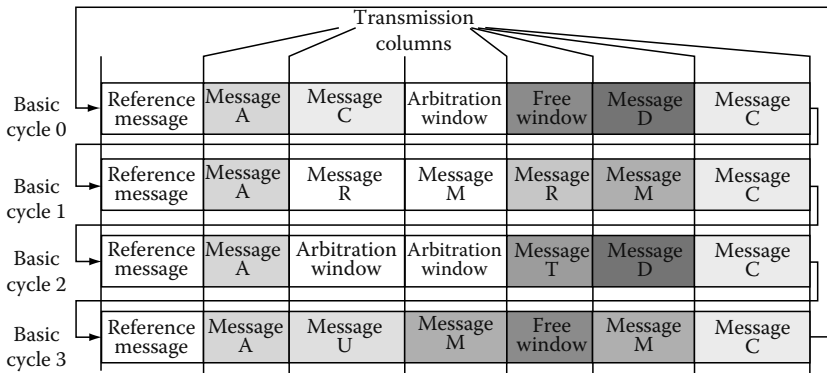 Transmission
columns
Basic
cycle 0
Reference
message
Message
A
Message
C
Arbitration
window
Free
window
Message
D
Message
C
Basic
cycle 1
Reference
message
Message
A
Message
R
Message
M
Message
R
Message
M
Message
C
Basic
cycle 2
Reference
message
Message
A
Arbitration
window
Arbitration
window
Message
T
Message
D
Message
C
Basic
cycle 3
Reference
message
Message
A
Message
U
Message
M
Free
window
Message
M
Message
C